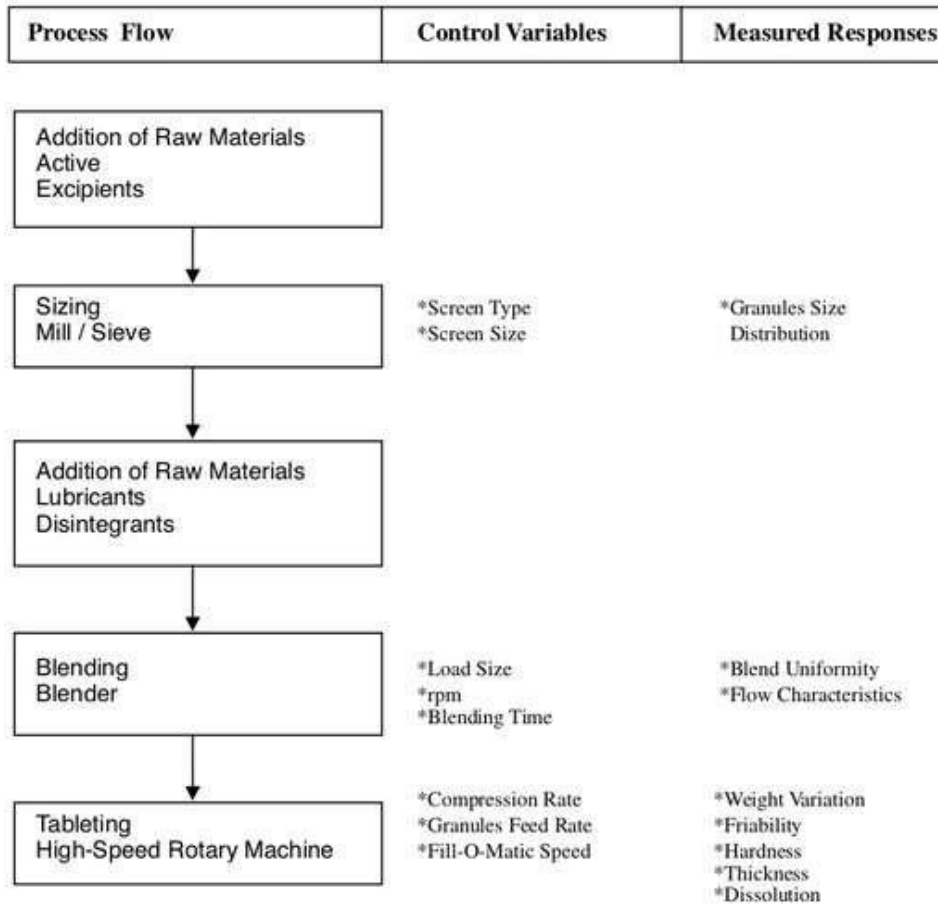 Process Flow
Control Variables
Measured Responses
Addition of Raw Materials
Active
Excipients
Sizing
Mill / Sieve
*Screen Type
*Screen Size
*Granules Size
Distribution
Addition of Raw Materials
Lubricants
Disintegrants
Blending
Blender
*Load Size
*rpm
*Blending Time
*Blend Uniformity
*Flow Characteristics
Tableting
High-Speed Rotary Machine
*Compression Rate
*Granules Feed Rate
*Fill-O-Matic Speed
*Weight Variation
*Friability
*Hardness
*Thickness
*Dissolution